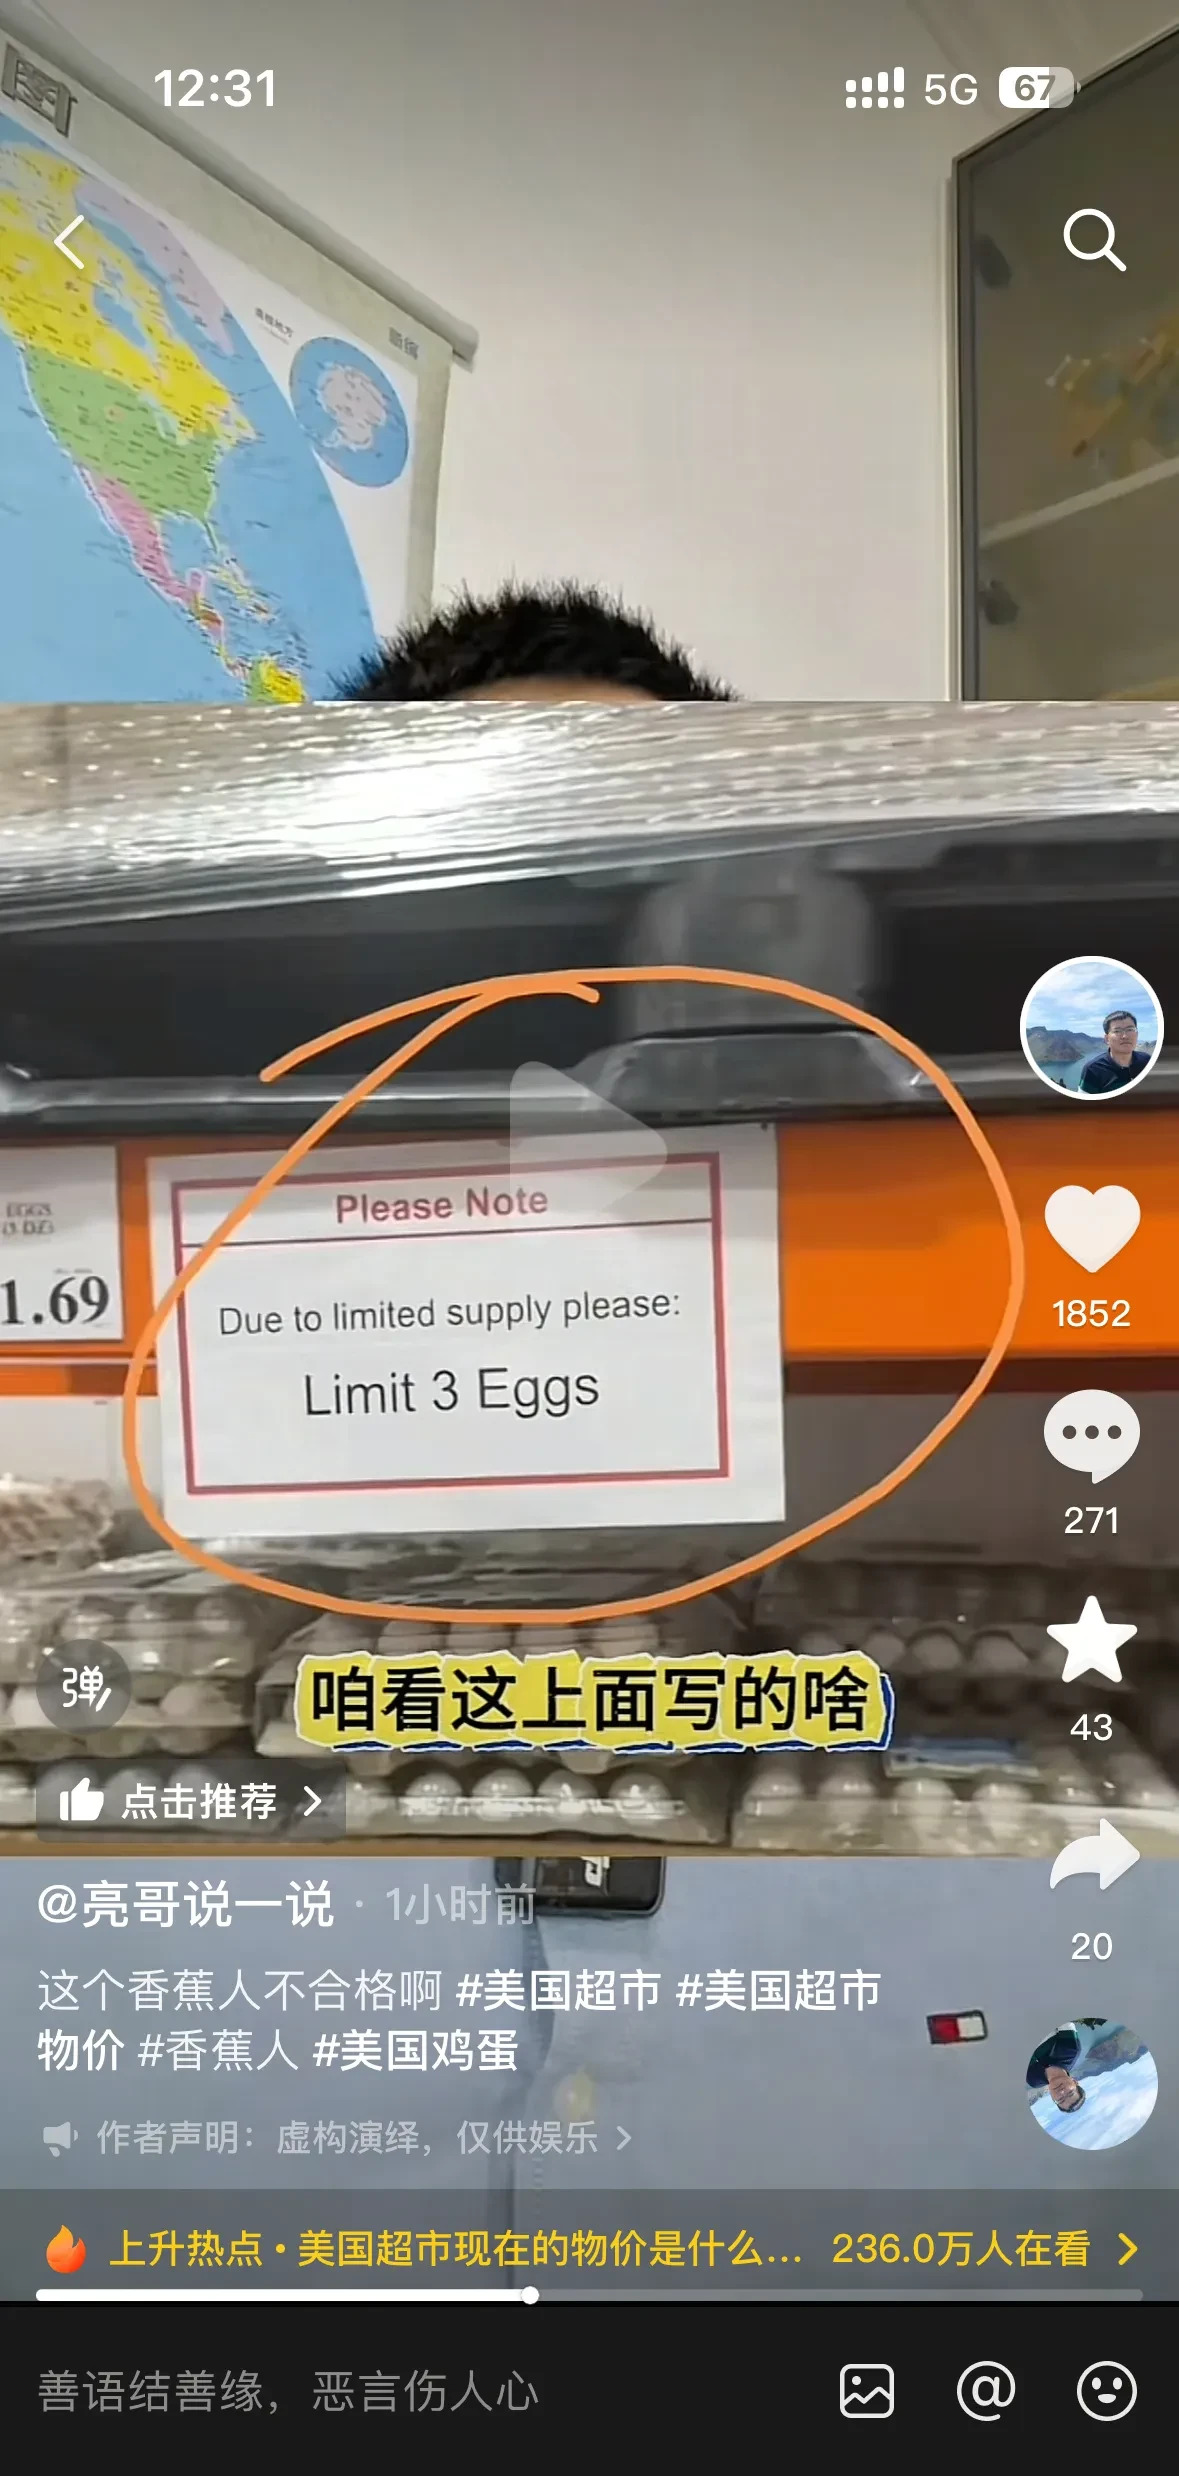 12:31
5G 67
EGGS
1.69
Please Note
Due to limited supply please:
Limit 3 Eggs
1852
271
43
20
弹
咱看这上面写的啥
点击推荐 >
@亮哥说一说 · 1小时前
这个香蕉人不合格啊 #美国超市 #美国超市
物价 #香蕉人 #美国鸡蛋
作者声明：虚构演绎，仅供娱乐 >
上升热点 • 美国超市现在的物价是什么... 236.0万人在看 >
善语结善缘，恶言伤人心